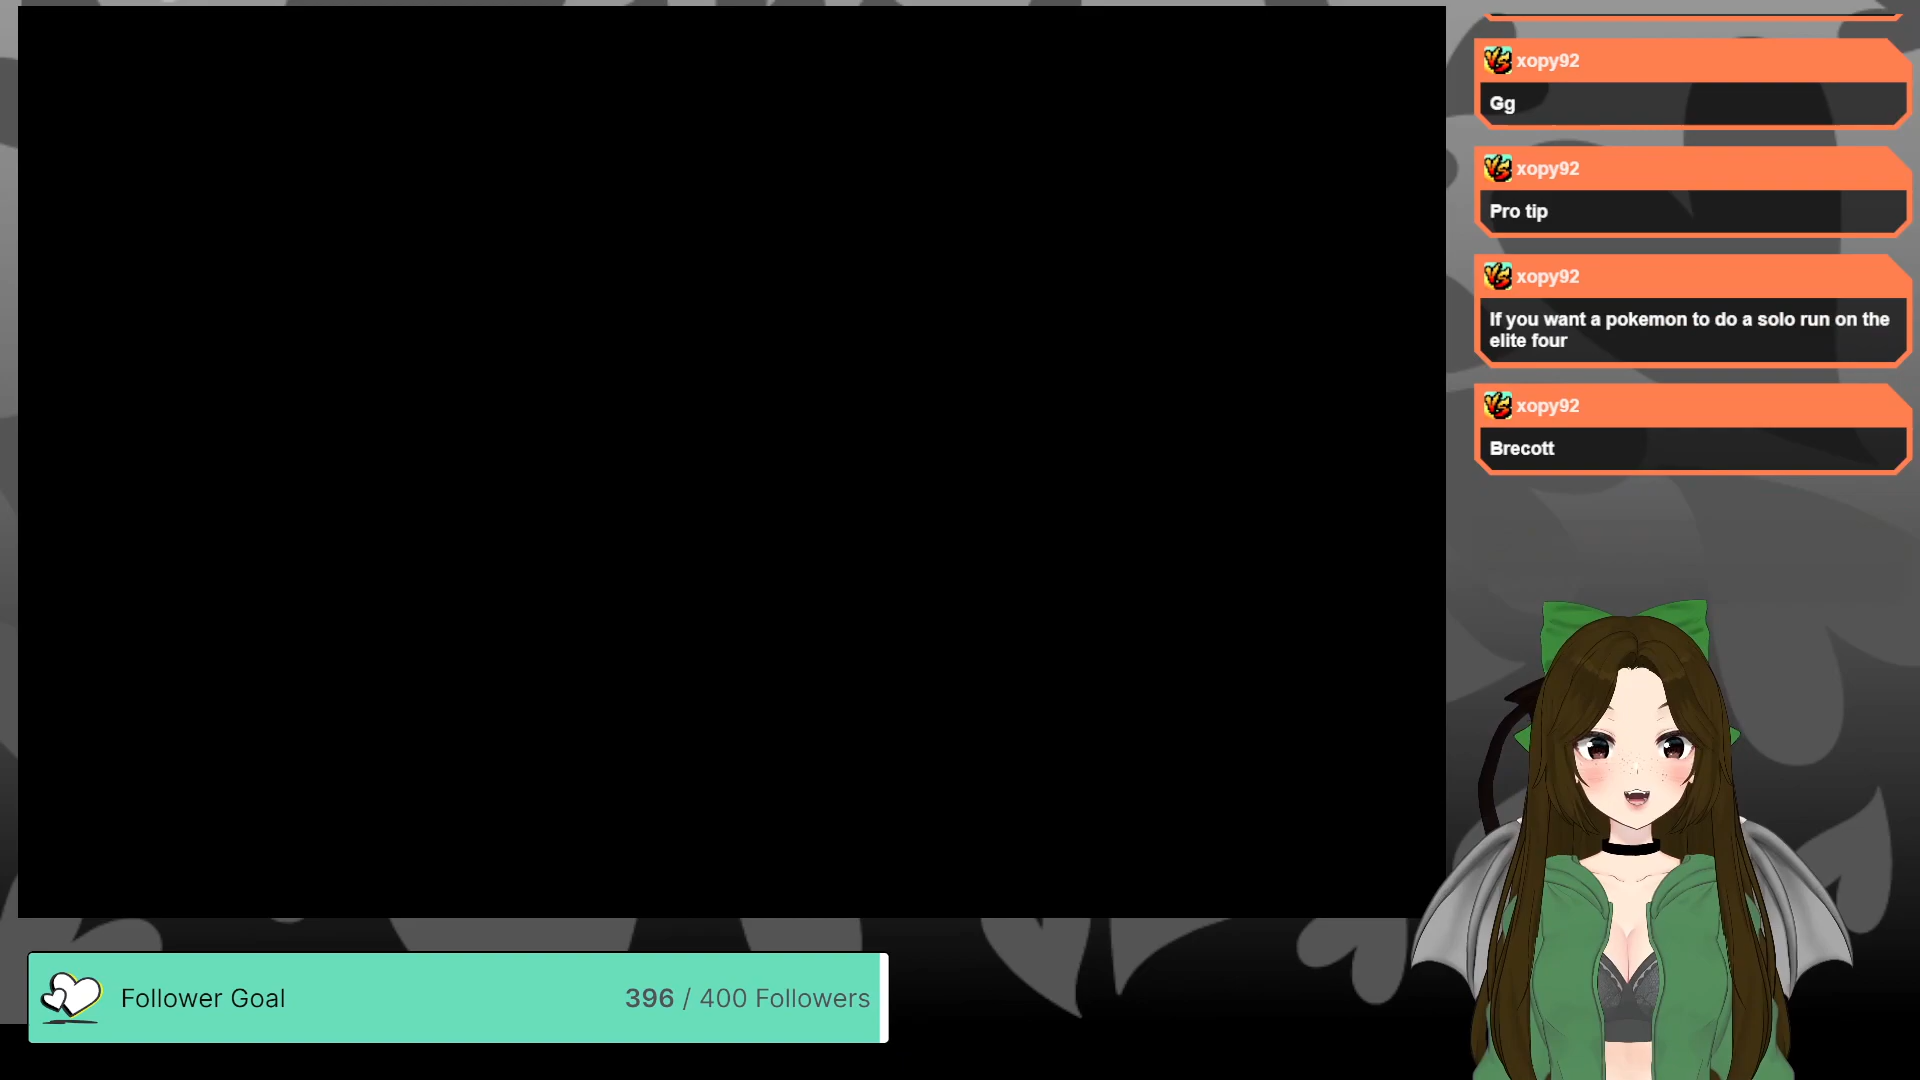 xopy92
Gg
xopy92
Pro tip
xopy92
If you want a pokemon to do a solo run on the
elite four
xopy92
Brecott
Follower Goal
396 / 400 Followers